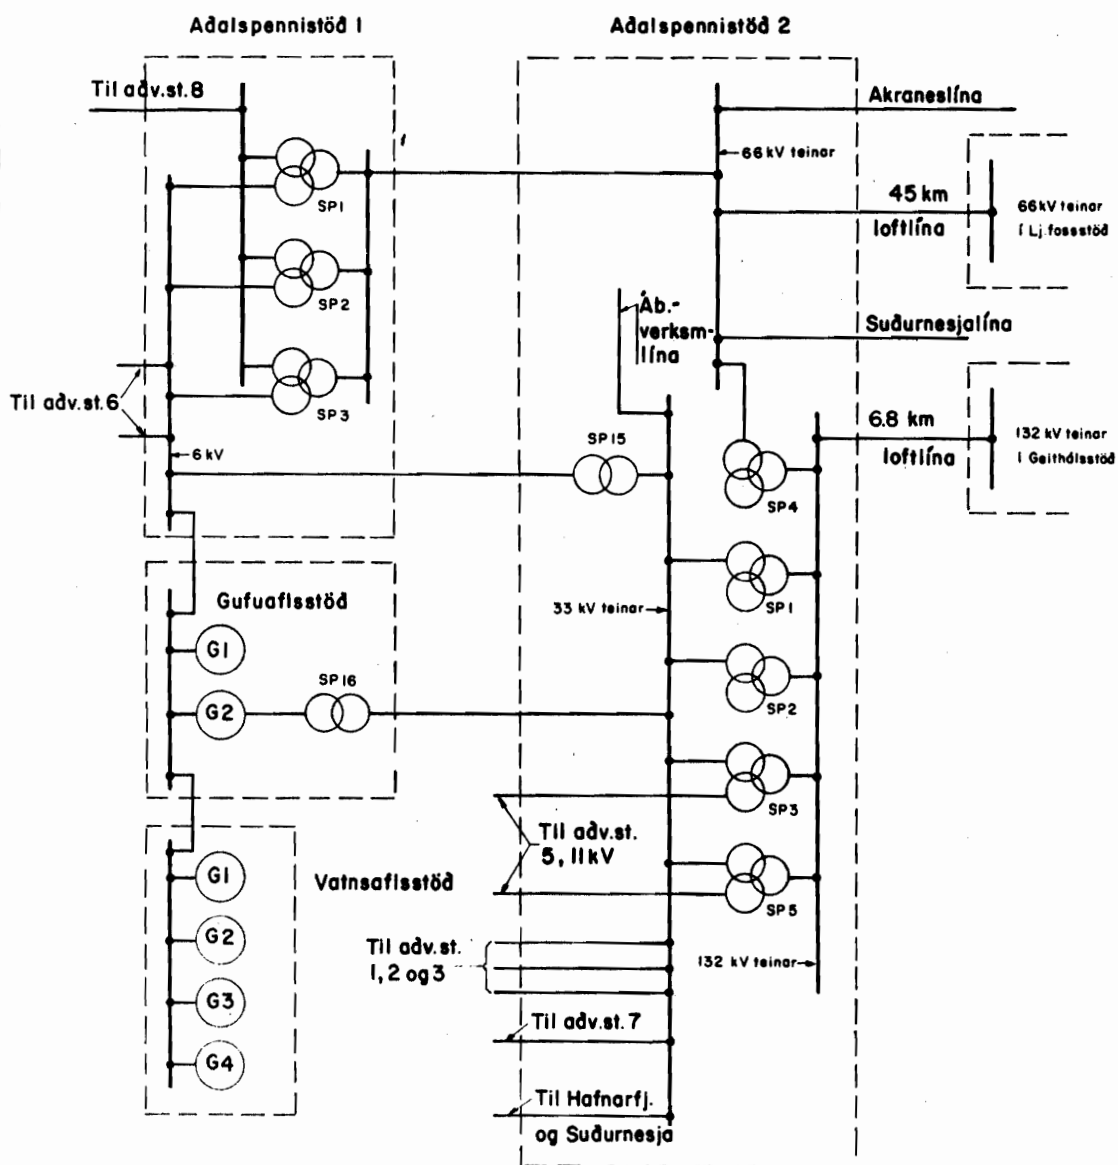 Aðalspennistöð 1
Aðalspennistöð 2
Til aðv.st.8
SP1
SP2
SP3
Til aðv.st.6
6 kV
Akraneslína
66 kV teinar
45 km
loftlína
66kV teinar
í Lj.fossstöð
Áb.-
verksm-
lína
Suðurnesjalína
6.8 km
loftlína
132 kV teinar
í Geithálsstöð
SP15
SP4
Gufuaflsstöð
G1
G2
SP16
33 kV teinar
SP1
SP2
SP3
Til aðv.st.
5, 11kV
SP5
Vatnsaflsstöð
G1
G2
G3
G4
Til aðv.st.
1, 2 og 3
132 kV teinar
Til aðv.st.7
Til Hafnarfj.
og Suðurnesja